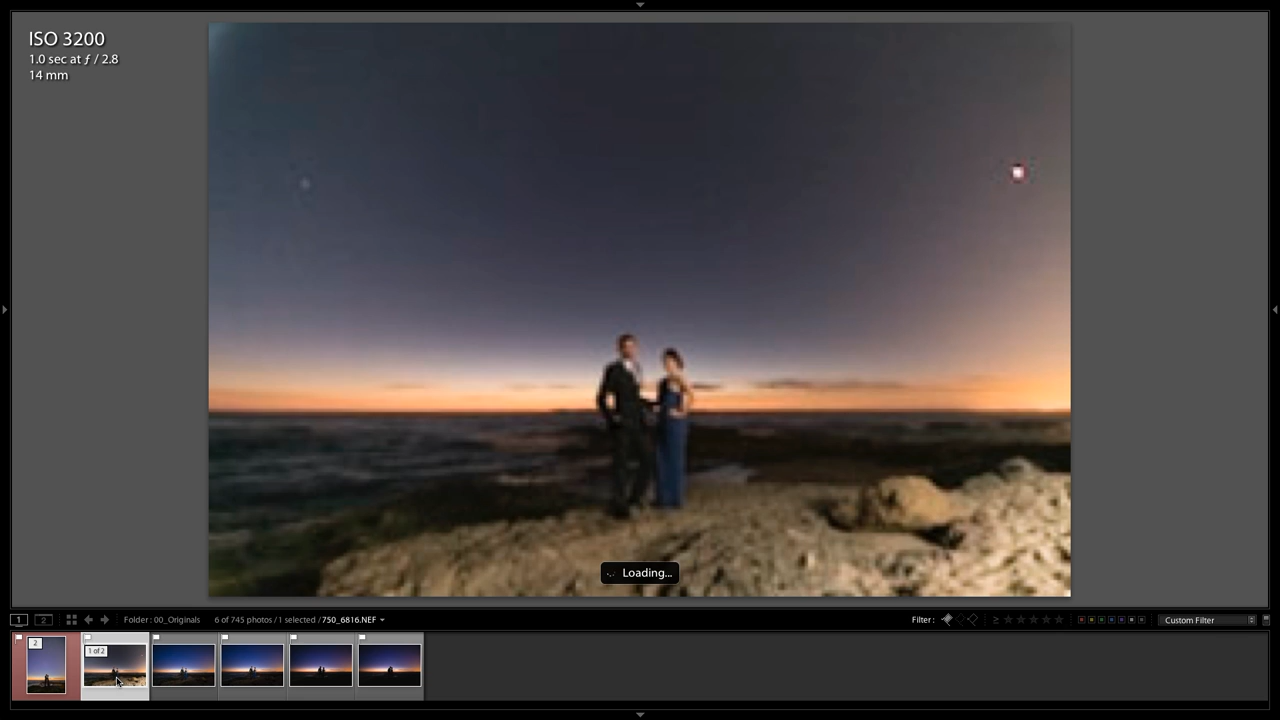 ISO 3200
1.0 sec at ƒ / 2.8
14 mm
Loading...
1 2 Folder : 00_Originals 6 of 745 photos / 1 selected / 750_6816.NEF Filter : ≥ Custom Filter
2
1 of 2